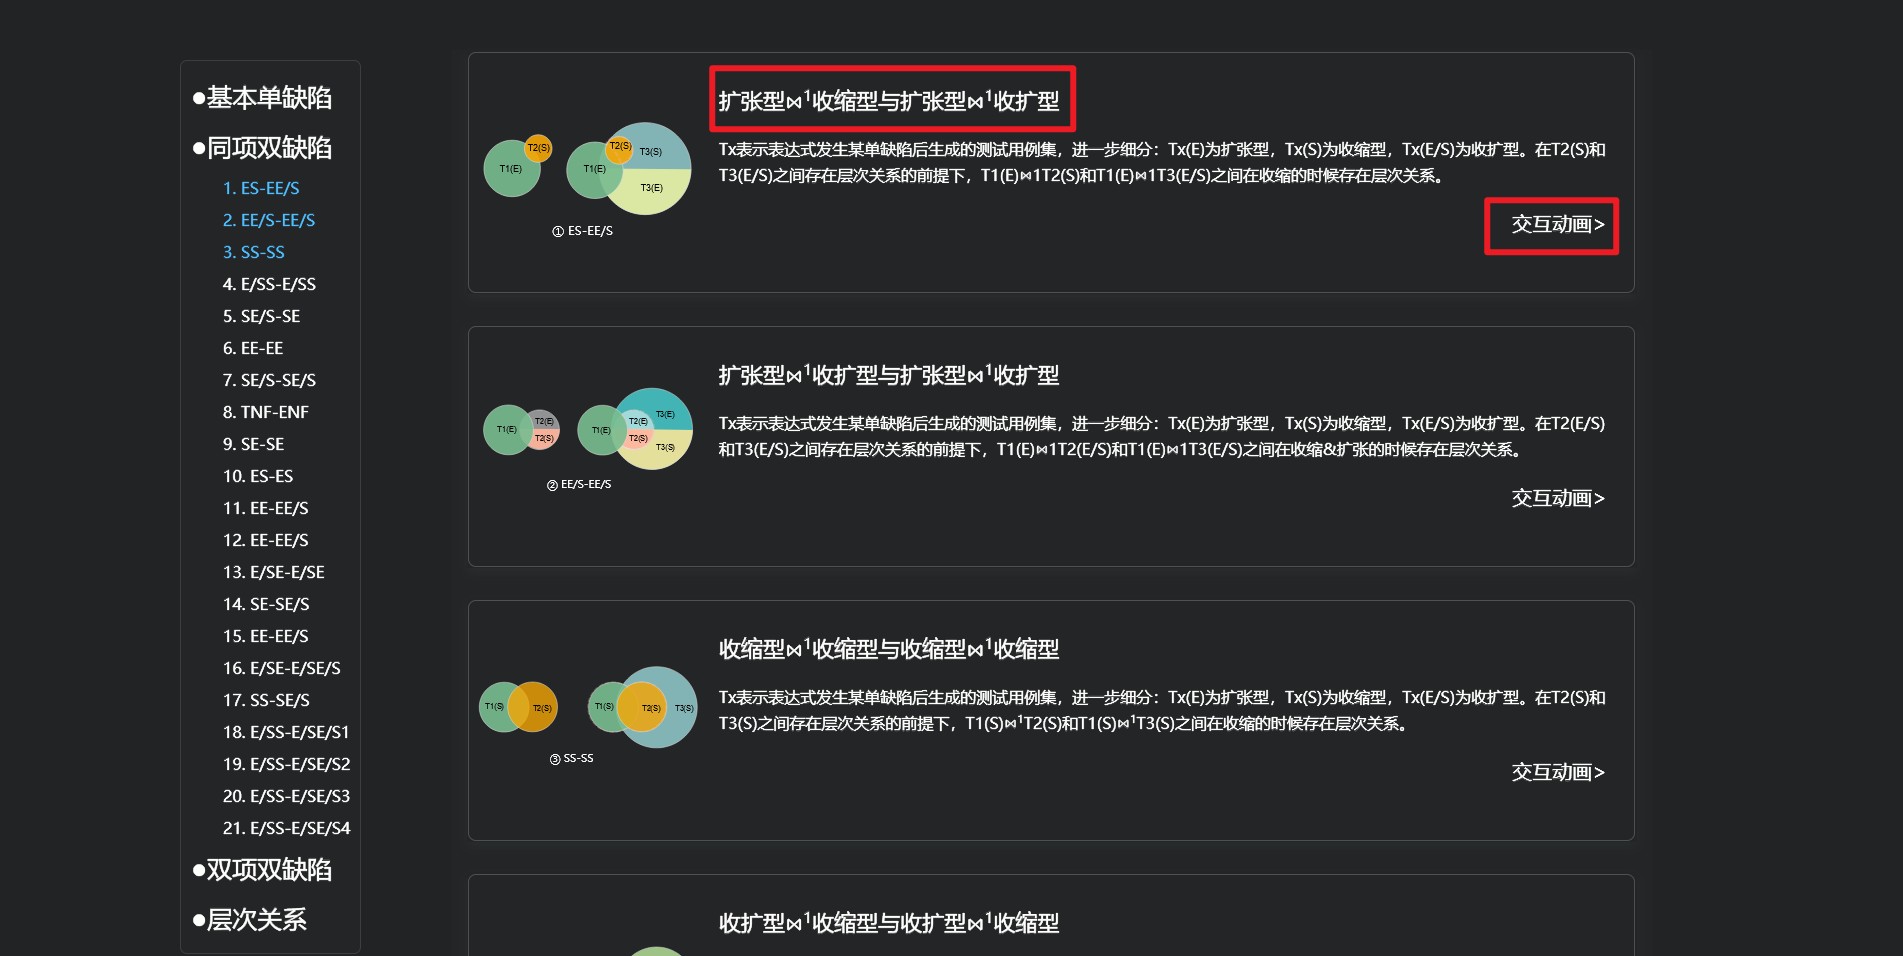 ●基本单缺陷
●同项双缺陷
1. ES-EE/S
2. EE/S-EE/S
3. SS-SS
4. E/SS-E/SS
5. SE/S-SE
6. EE-EE
7. SE/S-SE/S
8. TNF-ENF
9. SE-SE
10. ES-ES
11. EE-EE/S
12. EE-EE/S
13. E/SE-E/SE
14. SE-SE/S
15. EE-EE/S
16. E/SE-E/SE/S
17. SS-SE/S
18. E/SS-E/SE/S1
19. E/SS-E/SE/S2
20. E/SS-E/SE/S3
21. E/SS-E/SE/S4
●双项双缺陷
●层次关系
扩张型⋈¹收缩型与扩张型⋈¹收扩型
T1(E)
T2(S)
T1(E)
T2(S)
T3(S)
T3(E)
① ES-EE/S
Tx表示表达式发生某单缺陷后生成的测试用例集，进一步细分：Tx(E)为扩张型，Tx(S)为收缩型，Tx(E/S)为收扩型。在T2(S)和
T3(E/S)之间存在层次关系的前提下，T1(E)⋈1T2(S)和T1(E)⋈1T3(E/S)之间在收缩的时候存在层次关系。
交互动画>
扩张型⋈¹收扩型与扩张型⋈¹收扩型
T1(E)
T2(E)
T2(S)
T1(E)
T2(E)
T2(S)
T3(E)
T3(S)
② EE/S-EE/S
Tx表示表达式发生某单缺陷后生成的测试用例集，进一步细分：Tx(E)为扩张型，Tx(S)为收缩型，Tx(E/S)为收扩型。在T2(E/S)
和T3(E/S)之间存在层次关系的前提下，T1(E)⋈1T2(E/S)和T1(E)⋈1T3(E/S)之间在收缩&扩张的时候存在层次关系。
交互动画>
收缩型⋈¹收缩型与收缩型⋈¹收缩型
T1(S)
T2(S)
T1(S)
T2(S)
T3(S)
③ SS-SS
Tx表示表达式发生某单缺陷后生成的测试用例集，进一步细分：Tx(E)为扩张型，Tx(S)为收缩型，Tx(E/S)为收扩型。在T2(S)和
T3(S)之间存在层次关系的前提下，T1(S)⋈¹T2(S)和T1(S)⋈¹T3(S)之间在收缩的时候存在层次关系。
交互动画>
收扩型⋈¹收缩型与收扩型⋈¹收缩型